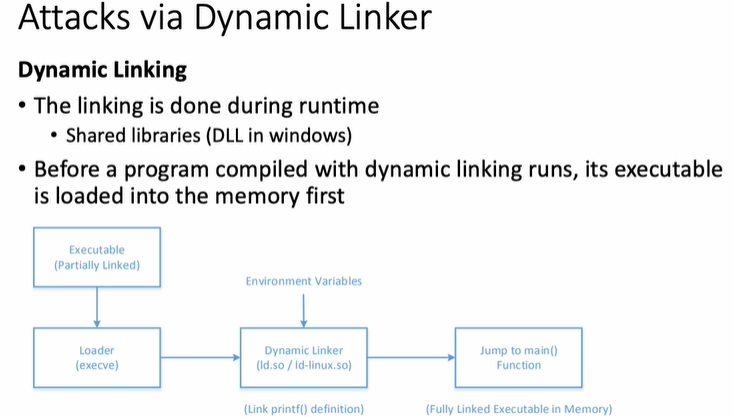 Attacks via Dynamic Linker
Dynamic Linking
• The linking is done during runtime
• Shared libraries (DLL in windows)
• Before a program compiled with dynamic linking runs, its executable
is loaded into the memory first
Executable
(Partially Linked)
Environment Variables
Loader
(execve)
Dynamic Linker
(ld.so / ld-linux.so)
Jump to main()
Function
(Link printf() definition)
(Fully Linked Executable in Memory)